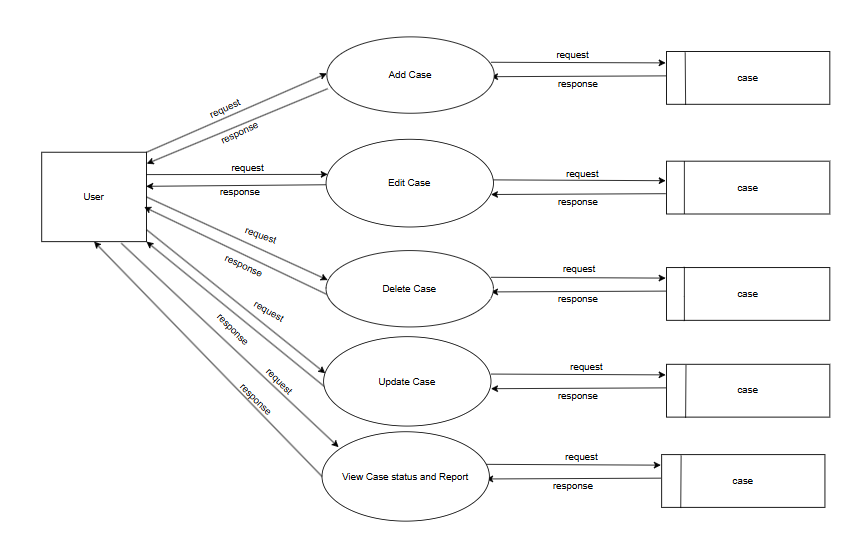 Add Case
request
response
case
request
response
User
request
response
Edit Case
request
response
case
request
response
Delete Case
request
response
case
request
response
Update Case
request
response
case
request
response
View Case status and Report
request
response
case